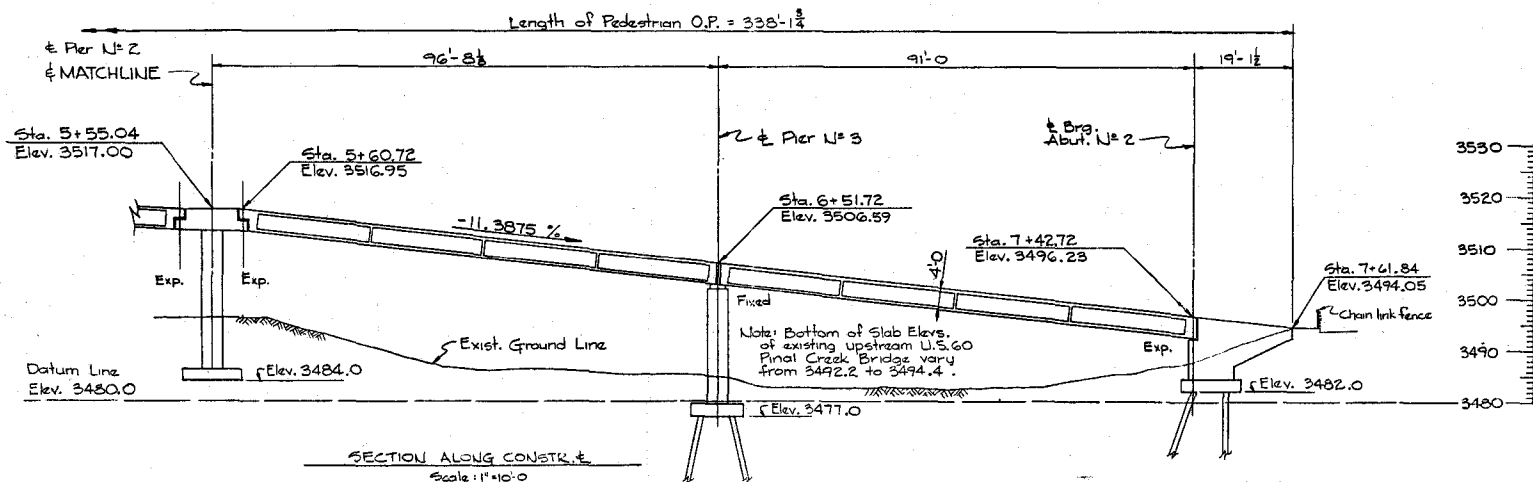 Length of Pedestrian O.P. = 338'-1 3/4
℄ Pier Nº 2
℄ MATCHLINE
96'-8 1/8
91'-0
19'-1 1/2
Sta. 5+55.04
Elev. 3517.00
Sta. 5+60.72
Elev. 3516.95
℄ Pier Nº 3
℄ Brg.
Abut. Nº 2
3530
3520
3510
3500
3490
3480
Sta. 6+51.72
Elev. 3506.59
-11.3875 %
Sta. 7+42.72
Elev. 3496.23
4'-0
Sta. 7+61.84
Elev. 3494.05
Chain link fence
Exp.
Exp.
Fixed
Exp.
Note: Bottom of Slab Elevs.
of existing upstream U.S. 60
Pinal Creek Bridge vary
from 3492.2 to 3494.4'.
Exist. Ground Line
Datum Line
Elev. 3480.0
Elev. 3484.0
Elev. 3477.0
Elev. 3482.0
SECTION ALONG CONSTR. ℄
Scale: 1"=10'-0